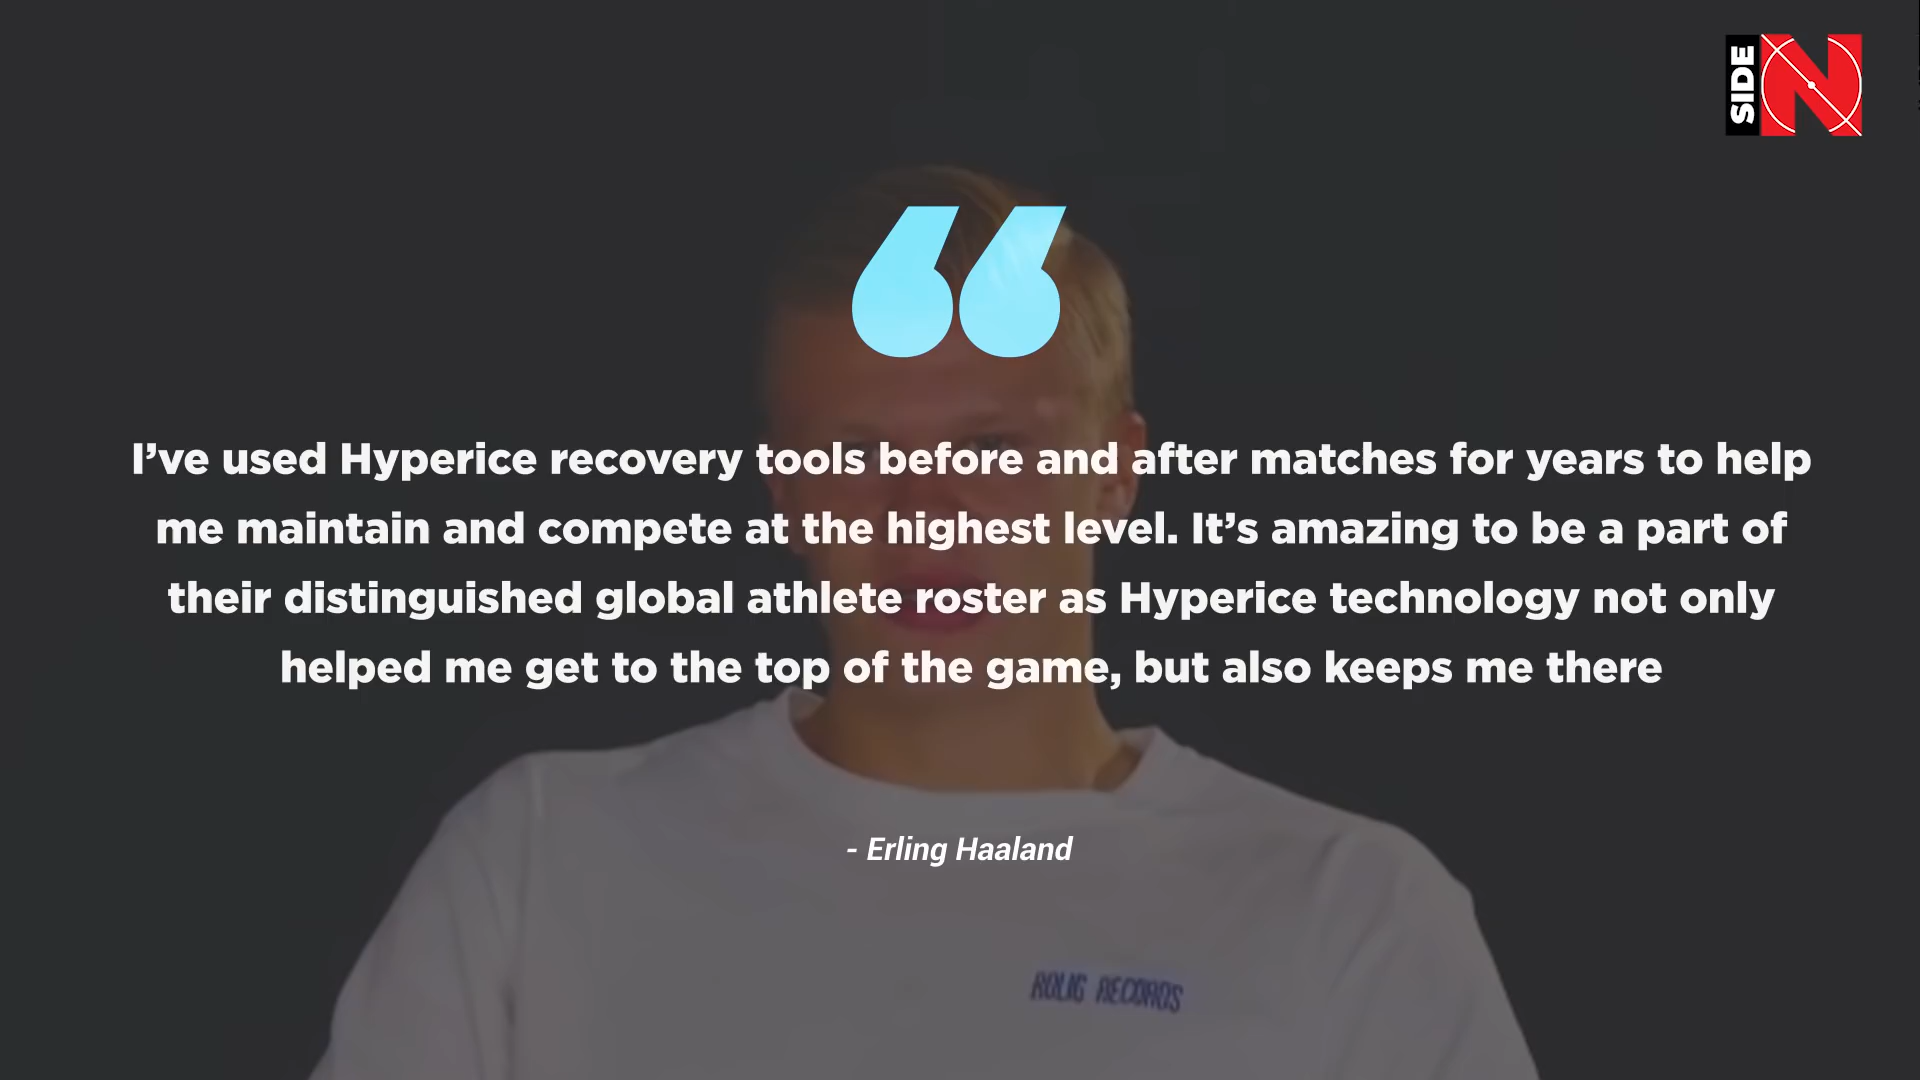 SIDE N
I’ve used Hyperice recovery tools before and after matches for years to help
me maintain and compete at the highest level. It’s amazing to be a part of
their distinguished global athlete roster as Hyperice technology not only
helped me get to the top of the game, but also keeps me there
- Erling Haaland
ROLIG RECORDS